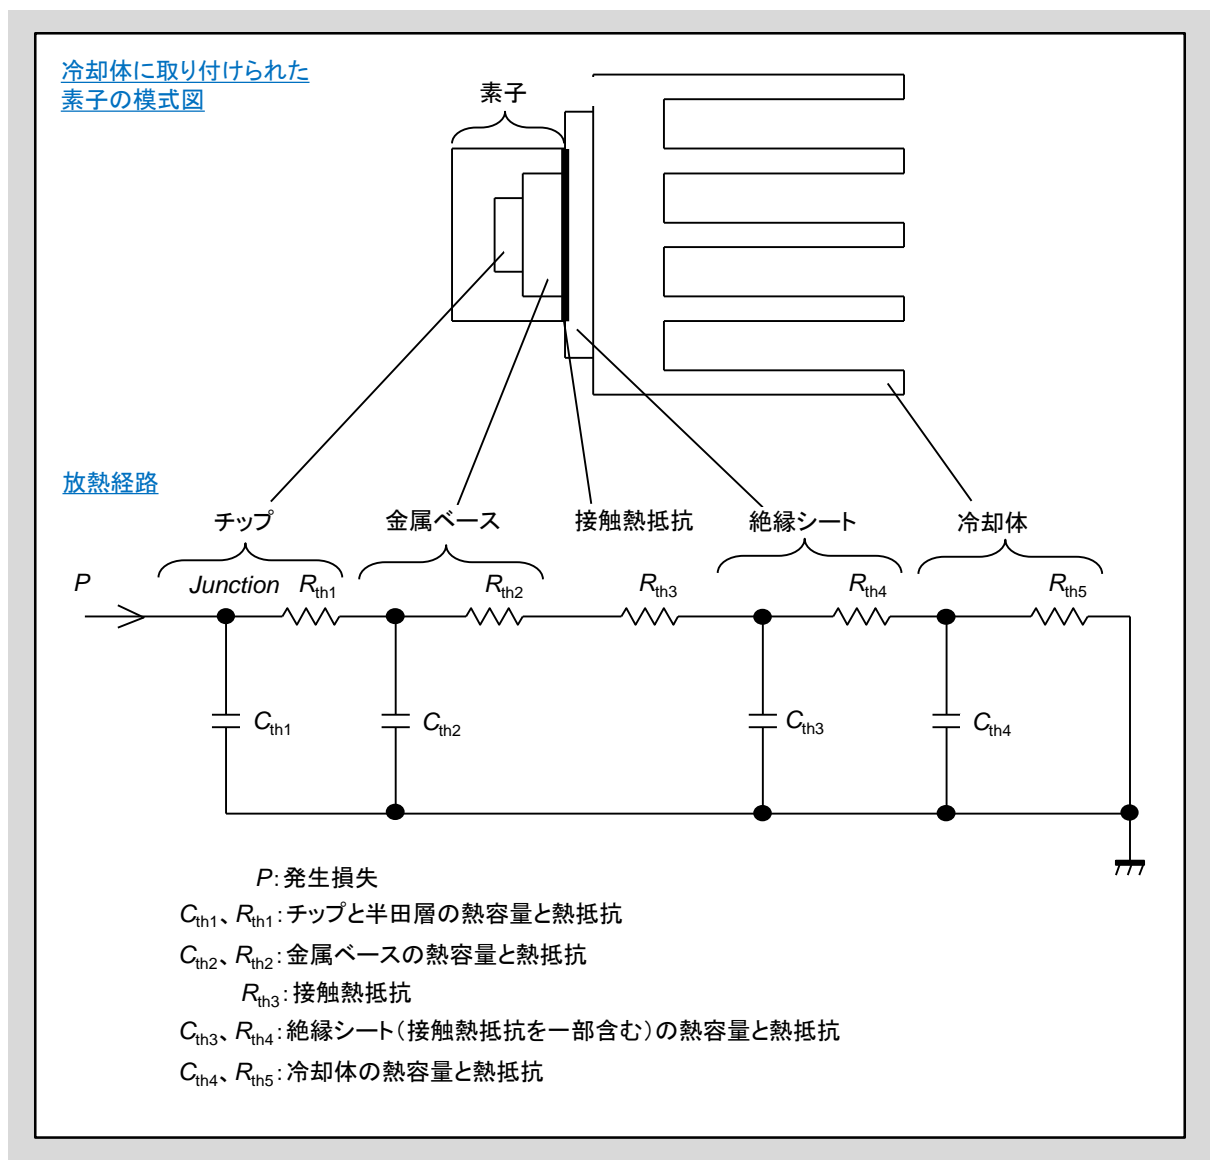 冷却体に取り付けられた
素子の模式図
素子
放熱経路
チップ 金属ベース 接触熱抵抗 絶縁シート 冷却体
P Junction Rth1 Rth2 Rth3 Rth4 Rth5
Cth1 Cth2 Cth3 Cth4
P:発生損失
Cth1、Rth1:チップと半田層の熱容量と熱抵抗
Cth2、Rth2:金属ベースの熱容量と熱抵抗
Rth3:接触熱抵抗
Cth3、Rth4:絶縁シート(接触熱抵抗を一部含む)の熱容量と熱抵抗
Cth4、Rth5:冷却体の熱容量と熱抵抗